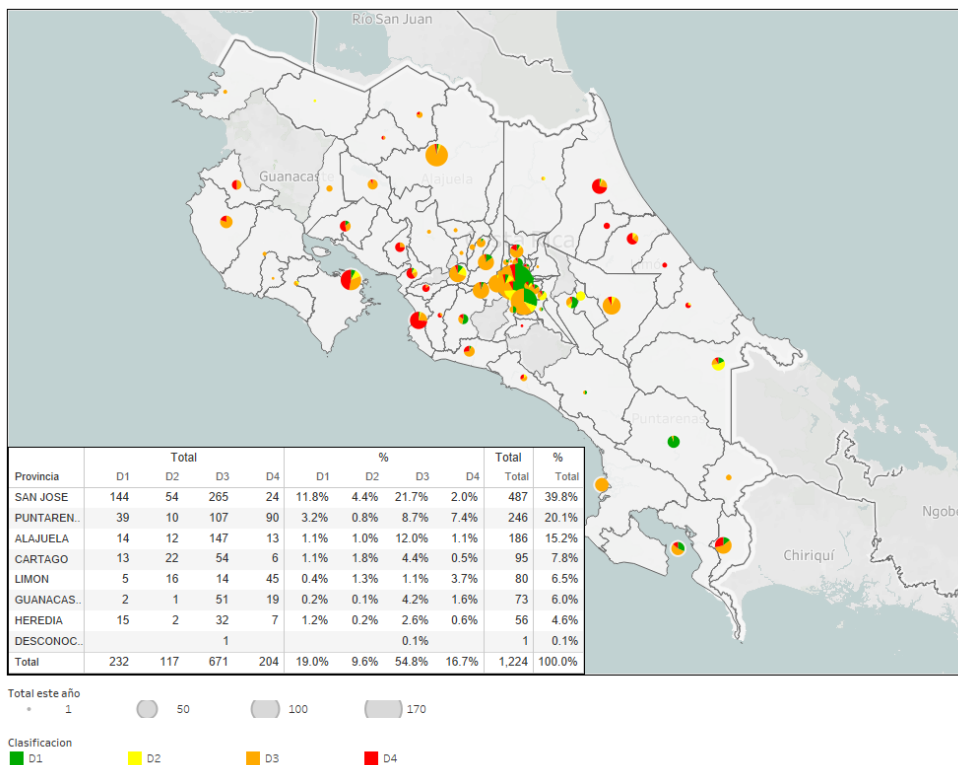 Río San Juan
Guanacaste
Alajuela
Puntarenas
Ngobe
Chiriquí
Total % Total %
Provincia D1 D2 D3 D4 D1 D2 D3 D4 Total Total
SAN JOSE 144 54 265 24 11.8% 4.4% 21.7% 2.0% 487 39.8%
PUNTAREN.. 39 10 107 90 3.2% 0.8% 8.7% 7.4% 246 20.1%
ALAJUELA 14 12 147 13 1.1% 1.0% 12.0% 1.1% 186 15.2%
CARTAGO 13 22 54 6 1.1% 1.8% 4.4% 0.5% 95 7.8%
LIMON 5 16 14 45 0.4% 1.3% 1.1% 3.7% 80 6.5%
GUANACAS.. 2 1 51 19 0.2% 0.1% 4.2% 1.6% 73 6.0%
HEREDIA 15 2 32 7 1.2% 0.2% 2.6% 0.6% 56 4.6%
DESCONOC.. 1 0.1% 1 0.1%
Total 232 117 671 204 19.0% 9.6% 54.8% 16.7% 1,224 100.0%
Total este año
1 50 100 170
Clasificacion
D1 D2 D3 D4